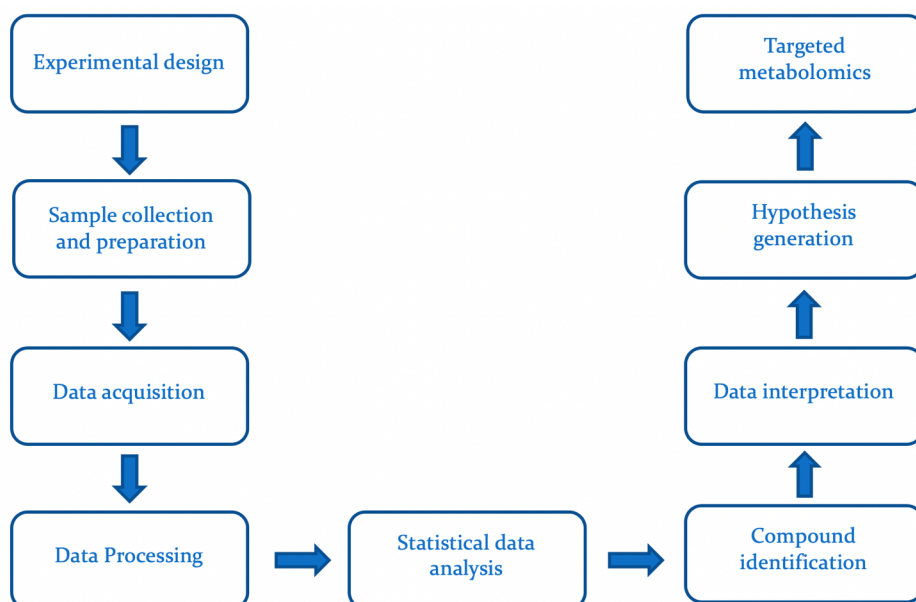 Experimental design
Sample collection
and preparation
Data acquisition
Data Processing
Statistical data
analysis
Compound
identification
Data interpretation
Hypothesis
generation
Targeted
metabolomics